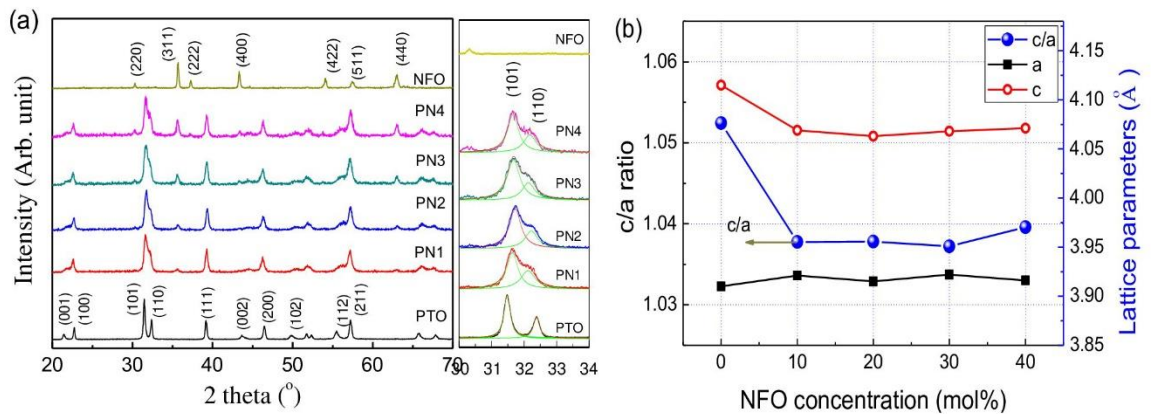 (a)
Intensity (Arb. unit)
(220)
(311)
(222)
(400)
(422)
(511)
(440)
NFO
PN4
PN3
PN2
PN1
(001)
(100)
(101)
(110)
(111)
(002)
(200)
(102)
(112)
(211)
PTO
20 30 40 50 60 70
2 theta (°)
NFO
(101)
(110)
PN4
PN3
PN2
PN1
PTO
30 31 32 33 34
(b)
c/a
a
c
1.06
1.05
1.04
1.03
c/a ratio
c/a
4.15
4.10
4.05
4.00
3.95
3.90
3.85
Lattice parameters (Å)
0 10 20 30 40
NFO concentration (mol%)